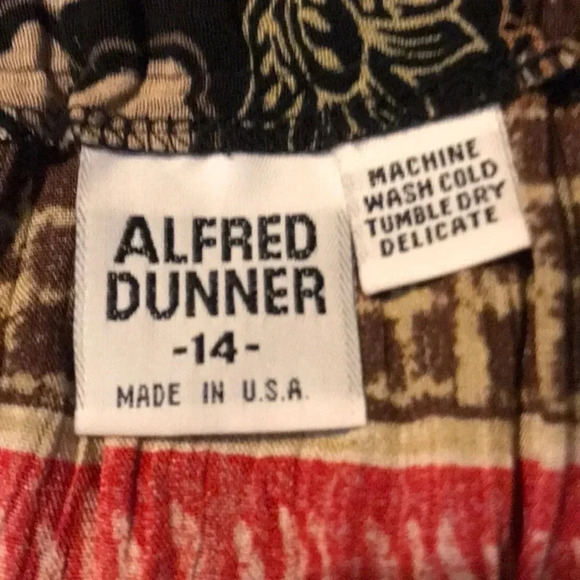 ALFRED
DUNNER
-14-
MADE IN U.S.A.
MACHINE
WASH COLD
TUMBLE DRY
DELICATE